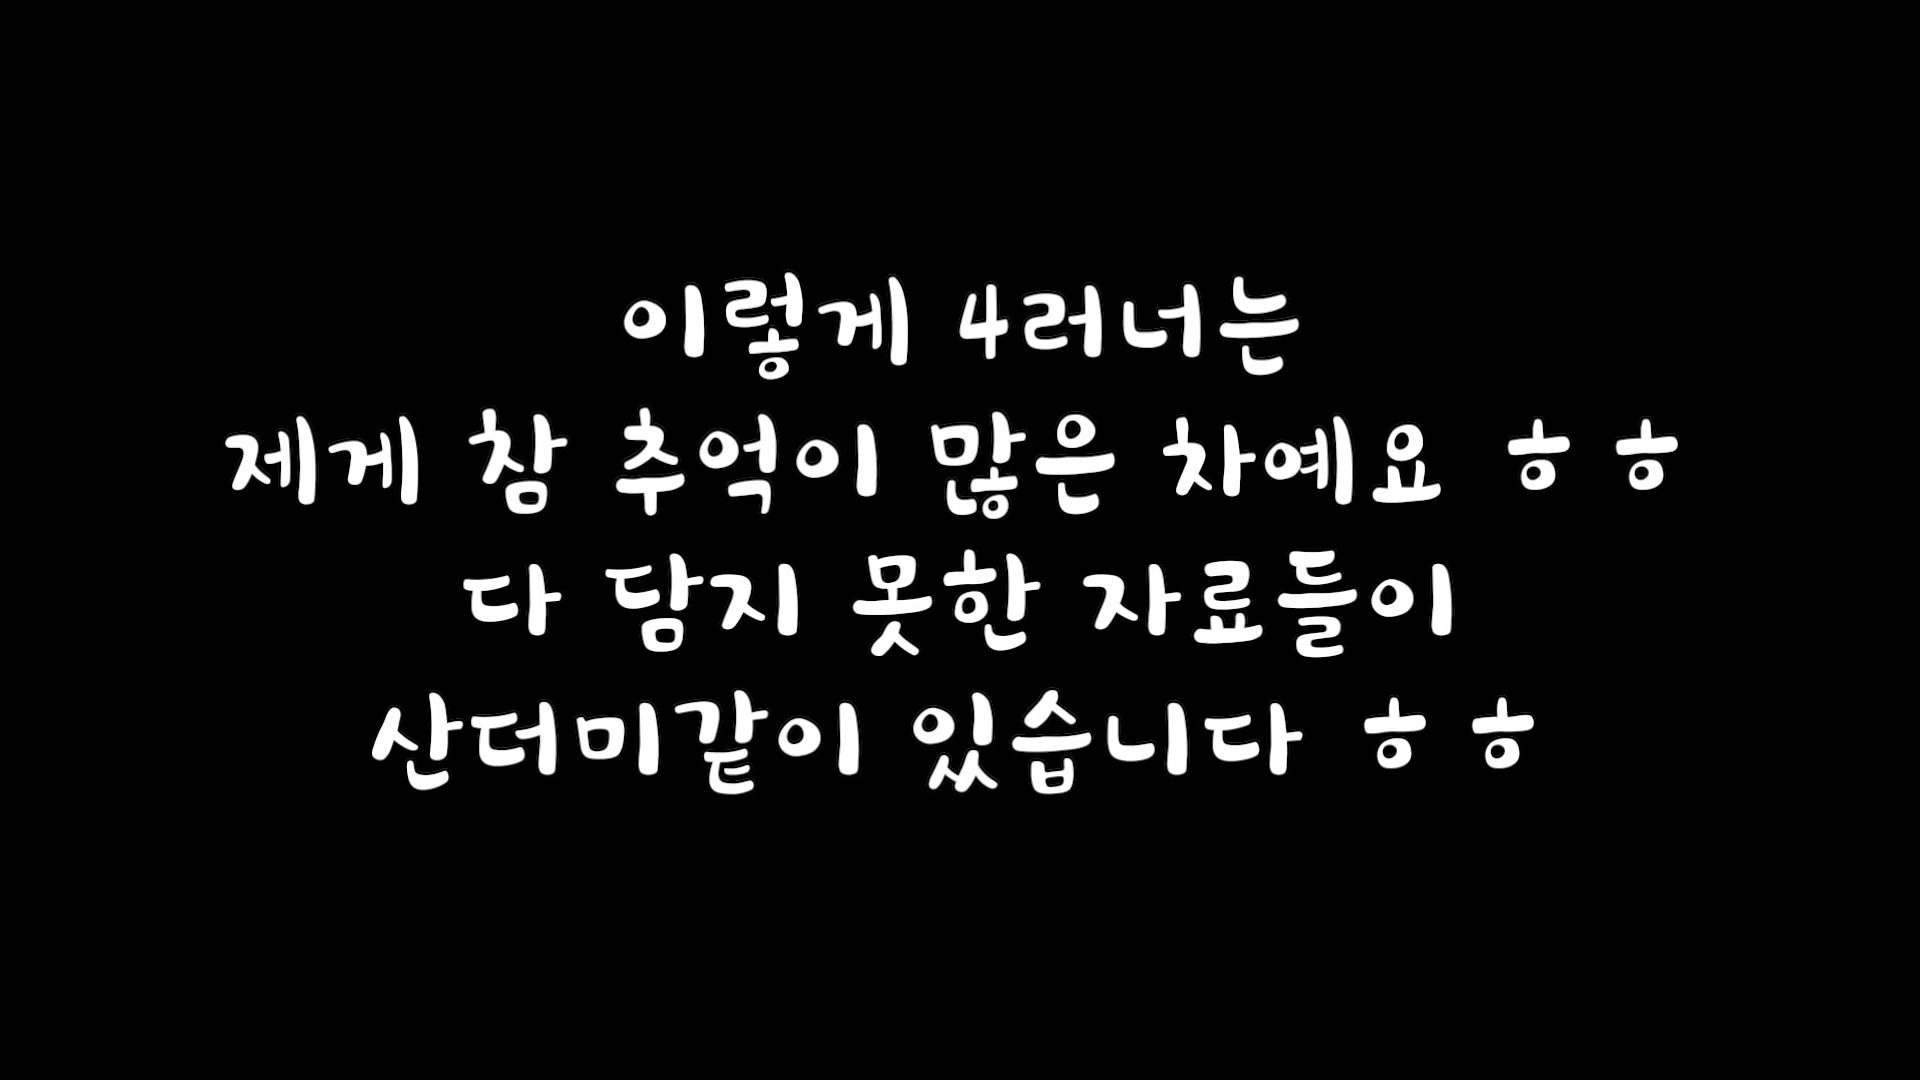 이렇게 4러너는
제게 참 추억이 많은 차예요 ㅎㅎ
다 담지 못한 자료들이
산더미같이 있습니다 ㅎㅎ